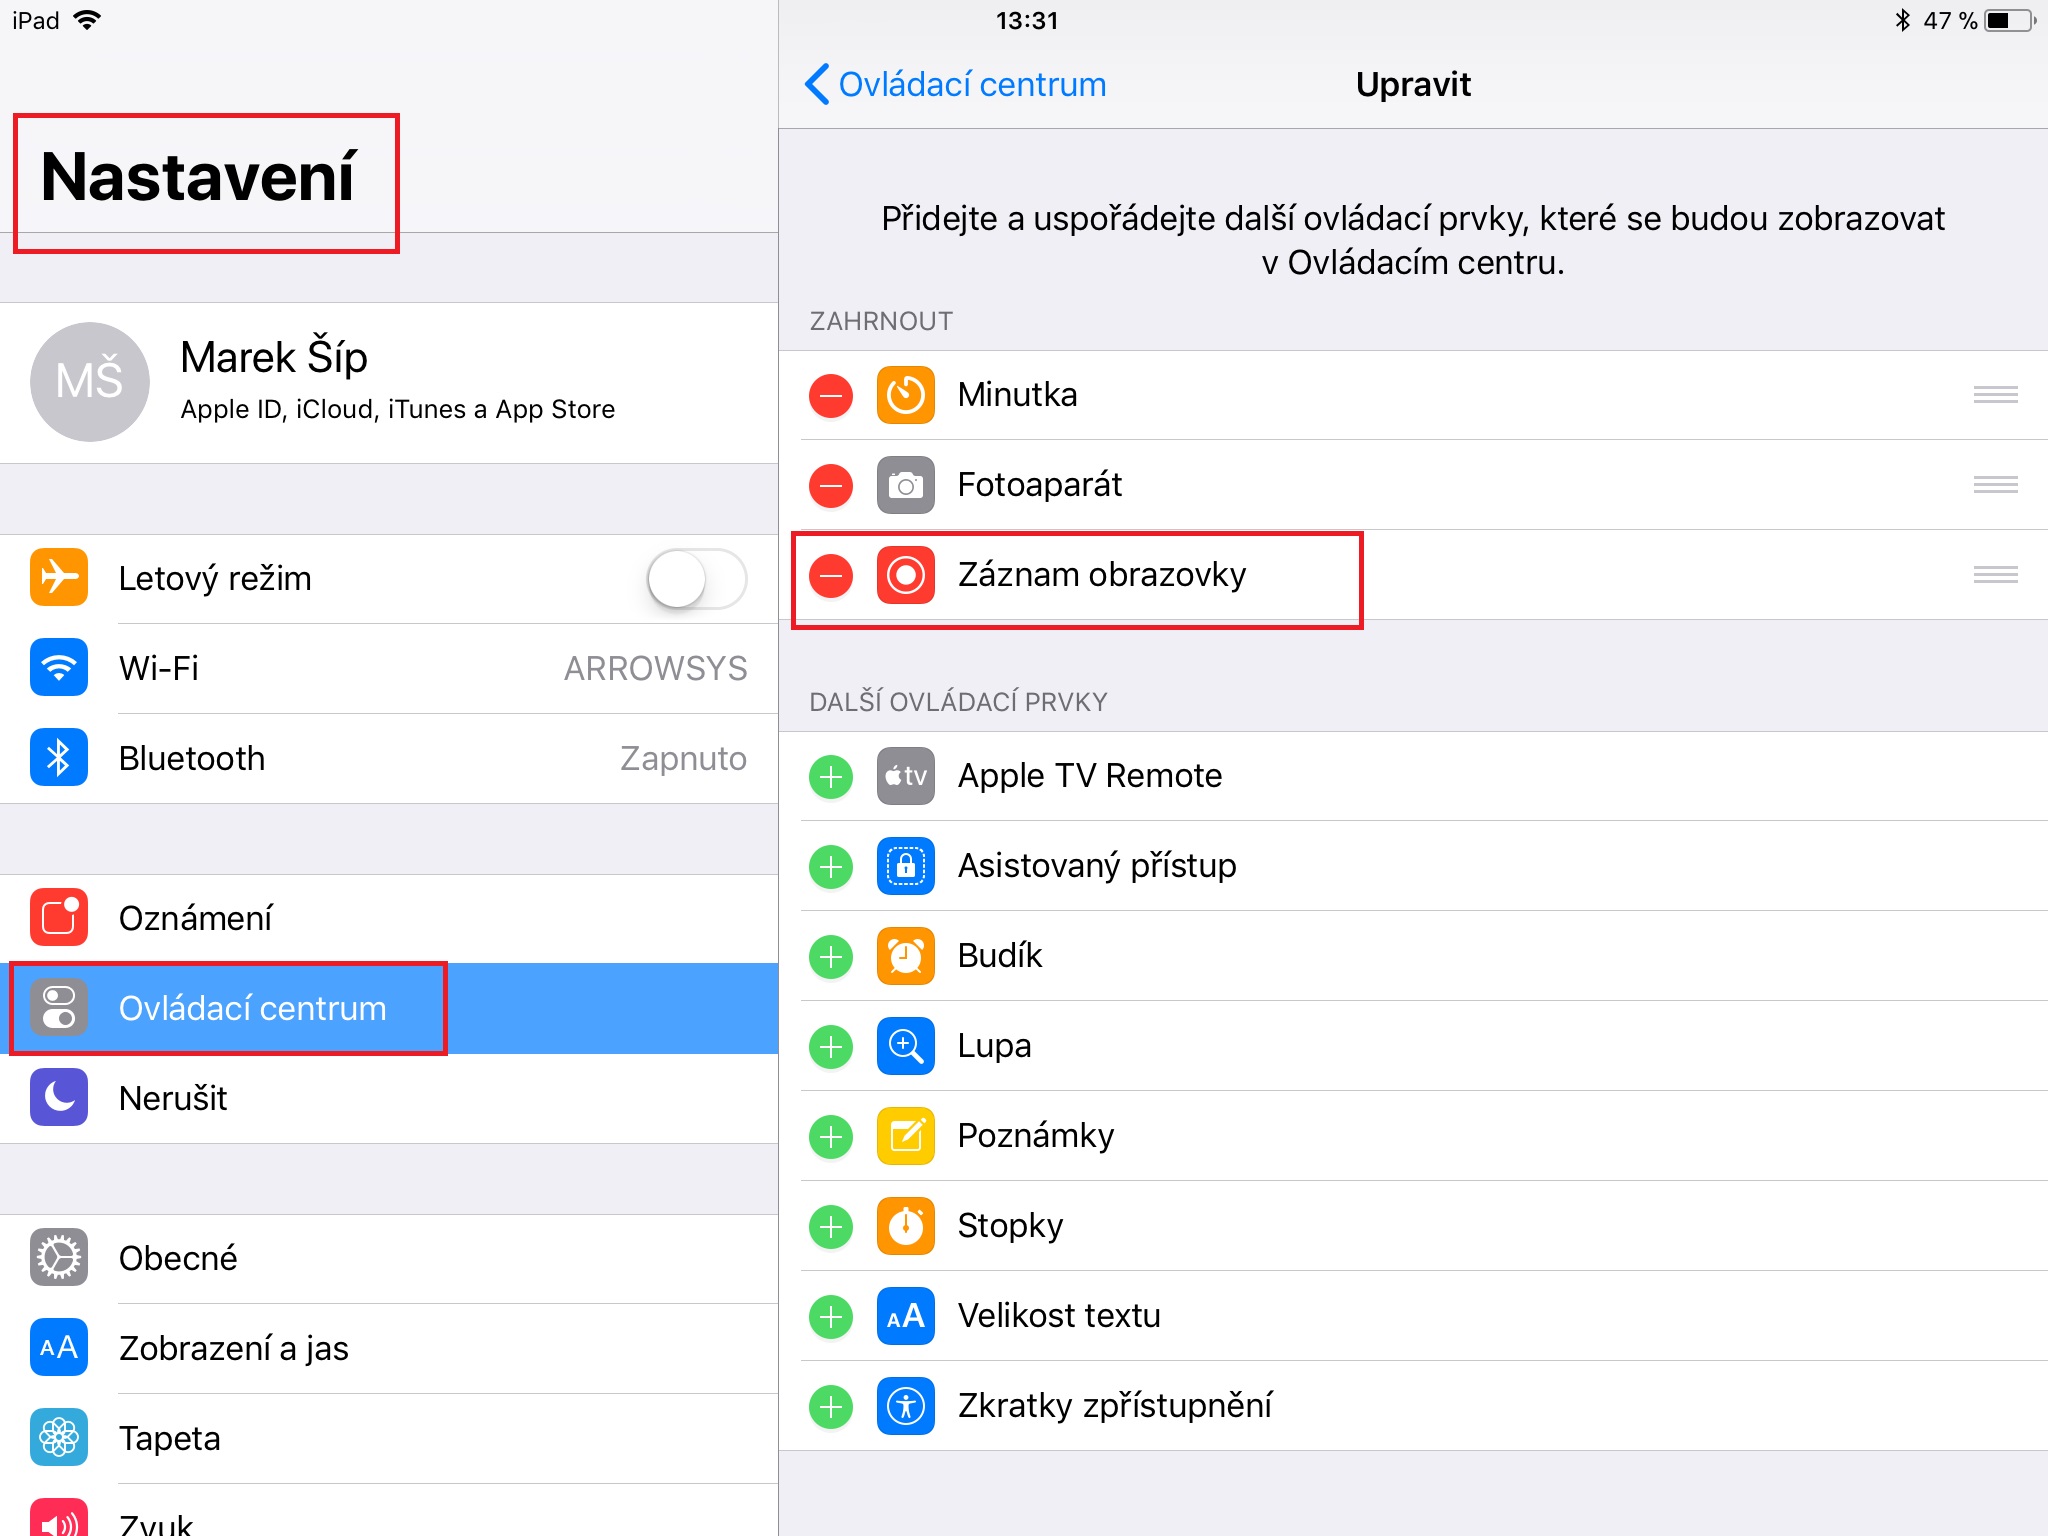 iPad
13:31
47 %
Nastavení
MŠ
Marek Šíp
Apple ID, iCloud, iTunes a App Store
Letový režim
Wi-Fi ARROWSYS
Bluetooth Zapnuto
Oznámení
Ovládací centrum
Nerušit
Obecné
AA Zobrazení a jas
Tapeta
Zvuk
Ovládací centrum
Upravit
Přidejte a uspořádejte další ovládací prvky, které se budou zobrazovat
v Ovládacím centru.
ZAHRNOUT
Minutka
Fotoaparát
Záznam obrazovky
DALŠÍ OVLÁDACÍ PRVKY
tv Apple TV Remote
Asistovaný přístup
Budík
Lupa
Poznámky
Stopky
AA Velikost textu
Zkratky zpřístupnění